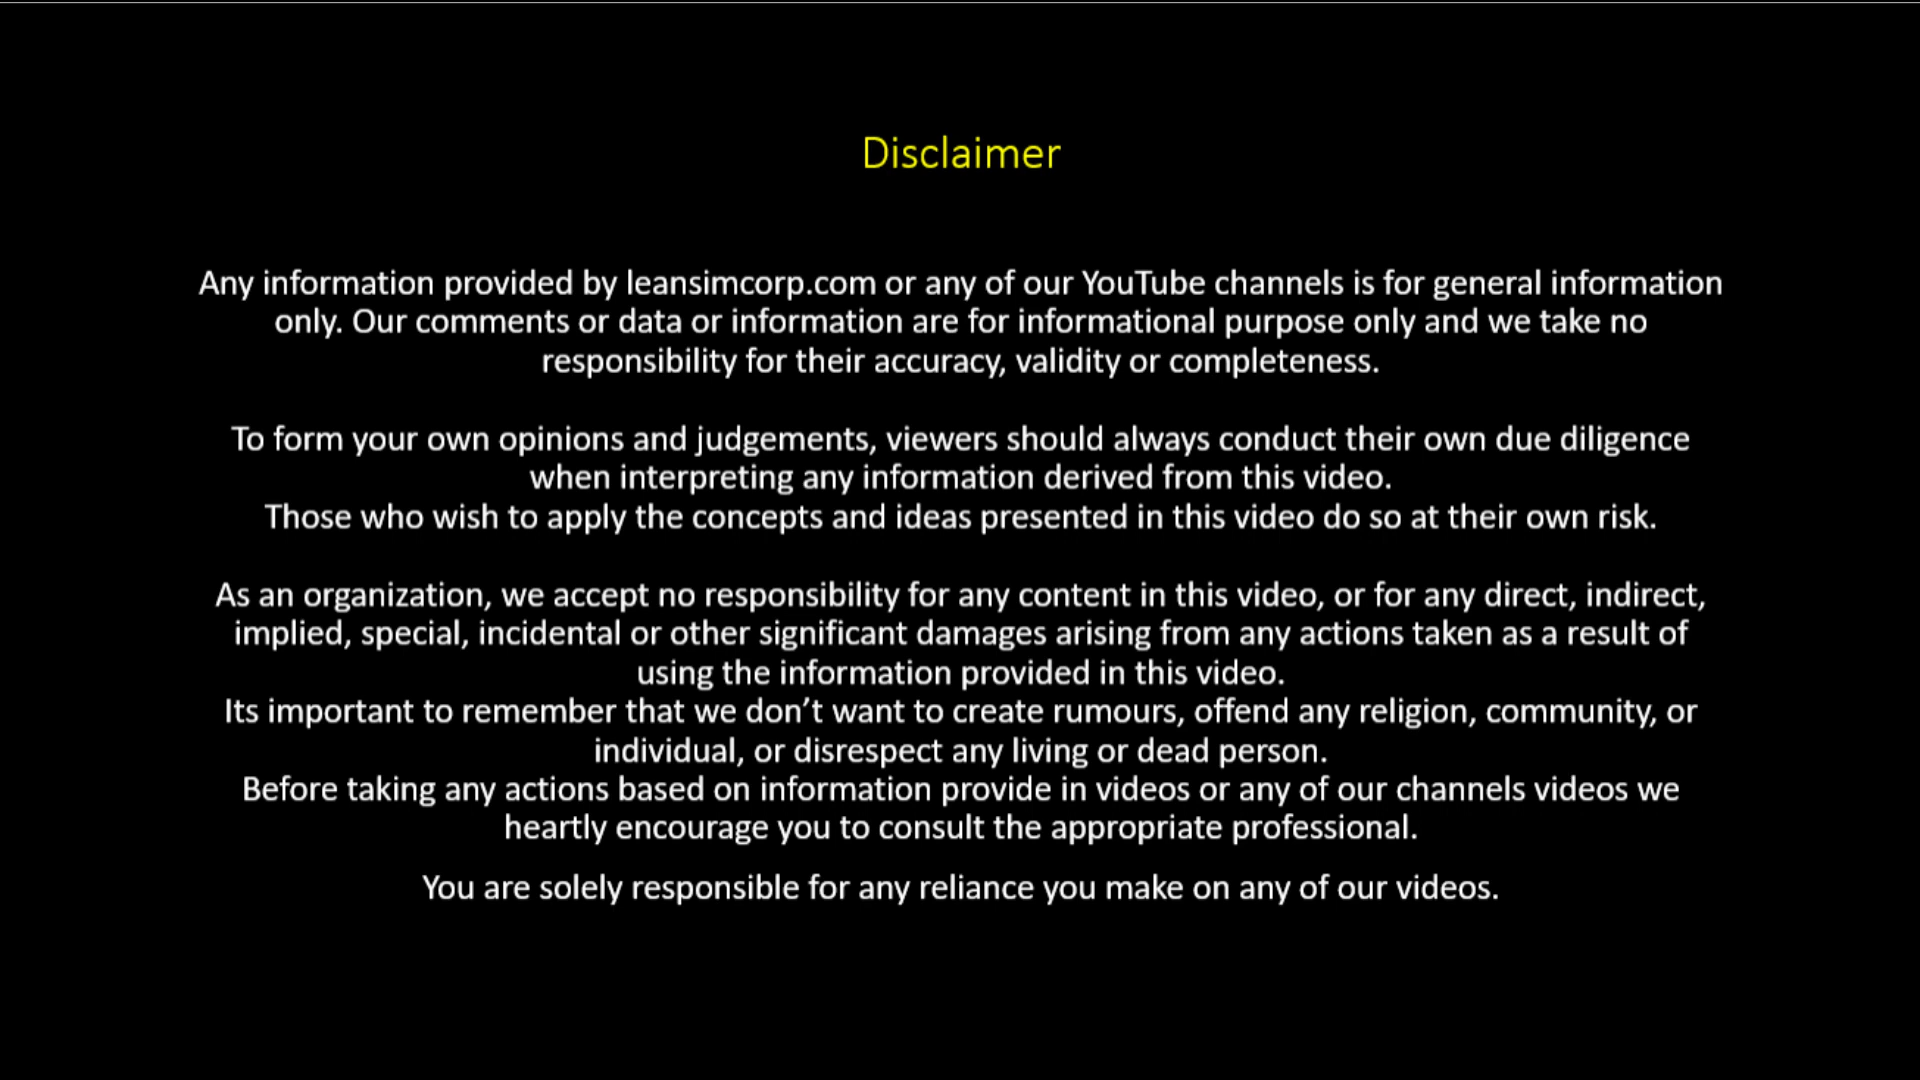 Disclaimer
Any information provided by leansimcorp.com or any of our YouTube channels is for general information
only. Our comments or data or information are for informational purpose only and we take no
responsibility for their accuracy, validity or completeness.
To form your own opinions and judgements, viewers should always conduct their own due diligence
when interpreting any information derived from this video.
Those who wish to apply the concepts and ideas presented in this video do so at their own risk.
As an organization, we accept no responsibility for any content in this video, or for any direct, indirect,
implied, special, incidental or other significant damages arising from any actions taken as a result of
using the information provided in this video.
Its important to remember that we don’t want to create rumours, offend any religion, community, or
individual, or disrespect any living or dead person.
Before taking any actions based on information provide in videos or any of our channels videos we
heartly encourage you to consult the appropriate professional.
You are solely responsible for any reliance you make on any of our videos.